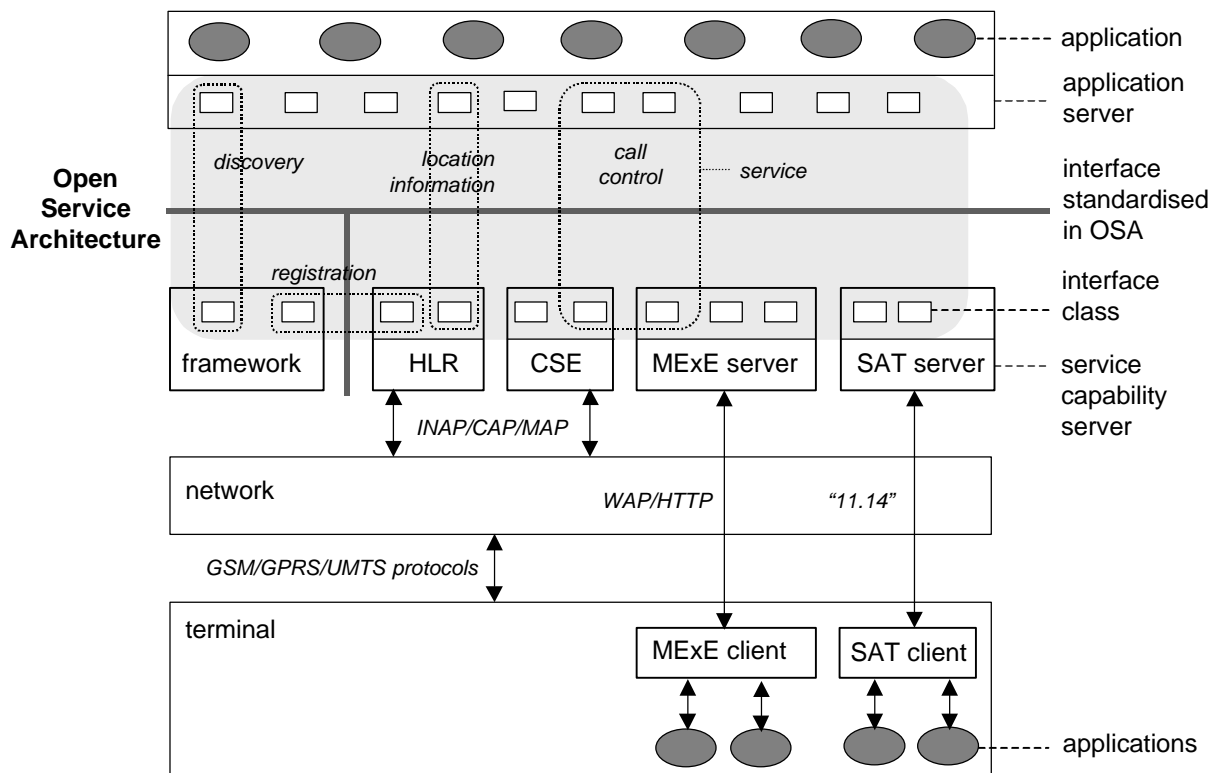 application
application
server
discovery
location
information
call
control
service
Open
Service
Architecture
interface
standardised
in OSA
registration
interface
class
framework
HLR
CSE
MExE server
SAT server
service
capability
server
INAP/CAP/MAP
network
WAP/HTTP
“11.14”
GSM/GPRS/UMTS protocols
terminal
MExE client
SAT client
applications